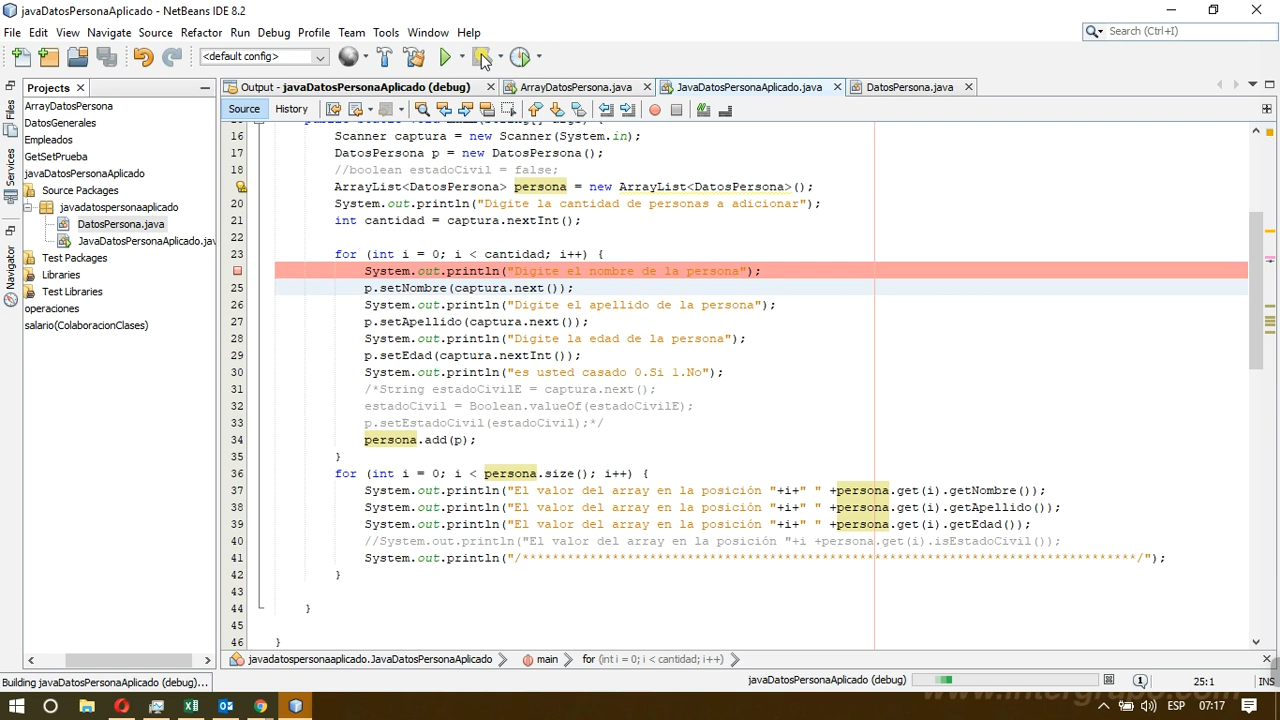 javaDatosPersonaAplicado - NetBeans IDE 8.2
File Edit View Navigate Source Refactor Run Debug Profile Team Tools Window Help
Search (Ctrl+I)
<default config>
Projects
Output - javaDatosPersonaAplicado (debug) ArrayDatosPersona.java JavaDatosPersonaAplicado.java DatosPersona.java
Source History
Files
Services
Navigator
ArrayDatosPersona
DatosGenerales
Empleados
GetSetPrueba
javaDatosPersonaAplicado
Source Packages
javadatospersonaaplicado
DatosPersona.java
JavaDatosPersonaAplicado.java
Test Packages
Libraries
Test Libraries
operaciones
salario(ColaboracionClases)
16 Scanner captura = new Scanner(System.in);
17 DatosPersona p = new DatosPersona();
18 //boolean estadoCivil = false;
ArrayList<DatosPersona> persona = new ArrayList<DatosPersona>();
20 System.out.println("Digite la cantidad de personas a adicionar");
21 int cantidad = captura.nextInt();
22
23 for (int i = 0; i < cantidad; i++) {
System.out.println("Digite el nombre de la persona");
25 p.setNombre(captura.next());
26 System.out.println("Digite el apellido de la persona");
27 p.setApellido(captura.next());
28 System.out.println("Digite la edad de la persona");
29 p.setEdad(captura.nextInt());
30 System.out.println("es usted casado 0.Si 1.No");
31 /*String estadoCivilE = captura.next();
32 estadoCivil = Boolean.valueOf(estadoCivilE);
33 p.setEstadoCivil(estadoCivil);*/
34 persona.add(p);
35 }
36 for (int i = 0; i < persona.size(); i++) {
37 System.out.println("El valor del array en la posición "+i+" " +persona.get(i).getNombre());
38 System.out.println("El valor del array en la posición "+i+" " +persona.get(i).getApellido());
39 System.out.println("El valor del array en la posición "+i+" " +persona.get(i).getEdad());
40 //System.out.println("El valor del array en la posición "+i +persona.get(i).isEstadoCivil());
41 System.out.println("/**********************************************************************************/");
42 }
43
44 }
45
46 }
javadatospersonaaplicado.JavaDatosPersonaAplicado main for (int i = 0; i < cantidad; i++)
Building javaDatosPersonaAplicado (debug)... javaDatosPersonaAplicado (debug) 1 25:1 INS
www.intergrupo.com
ESP 07:17